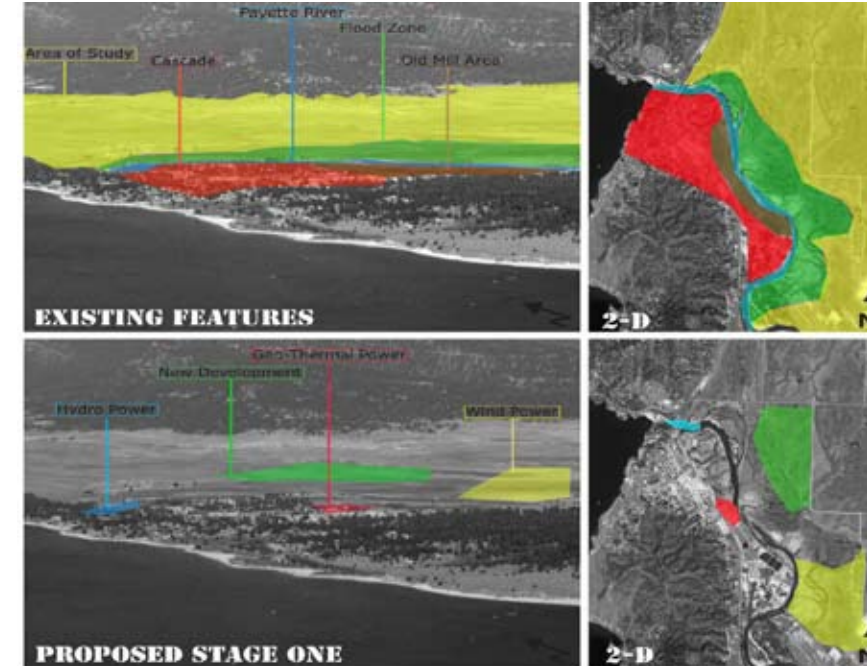 Payette River
Flood Zone
Area of Study
Cascade
Old Mill Area
EXISTING FEATURES
2-D
N
Geo-Thermal Power
New Development
Hydro Power
Wind Power
PROPOSED STAGE ONE
2-D